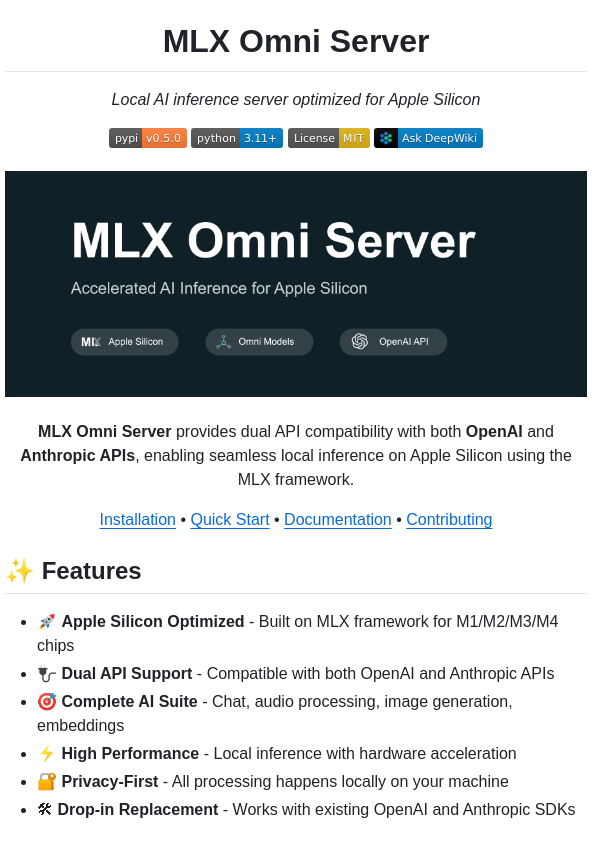 MLX Omni Server
Local AI inference server optimized for Apple Silicon
pypi v0.5.0 python 3.11+ License MIT Ask DeepWiki
MLX Omni Server
Accelerated AI Inference for Apple Silicon
MLX Apple Silicon Omni Models OpenAI API
MLX Omni Server provides dual API compatibility with both OpenAI and
Anthropic APIs, enabling seamless local inference on Apple Silicon using the
MLX framework.
Installation • Quick Start • Documentation • Contributing
✨ Features
• 🚀 Apple Silicon Optimized - Built on MLX framework for M1/M2/M3/M4
chips
• 🔌 Dual API Support - Compatible with both OpenAI and Anthropic APIs
• 🎯 Complete AI Suite - Chat, audio processing, image generation,
embeddings
• ⚡ High Performance - Local inference with hardware acceleration
• 🔐 Privacy-First - All processing happens locally on your machine
• 🛠 Drop-in Replacement - Works with existing OpenAI and Anthropic SDKs